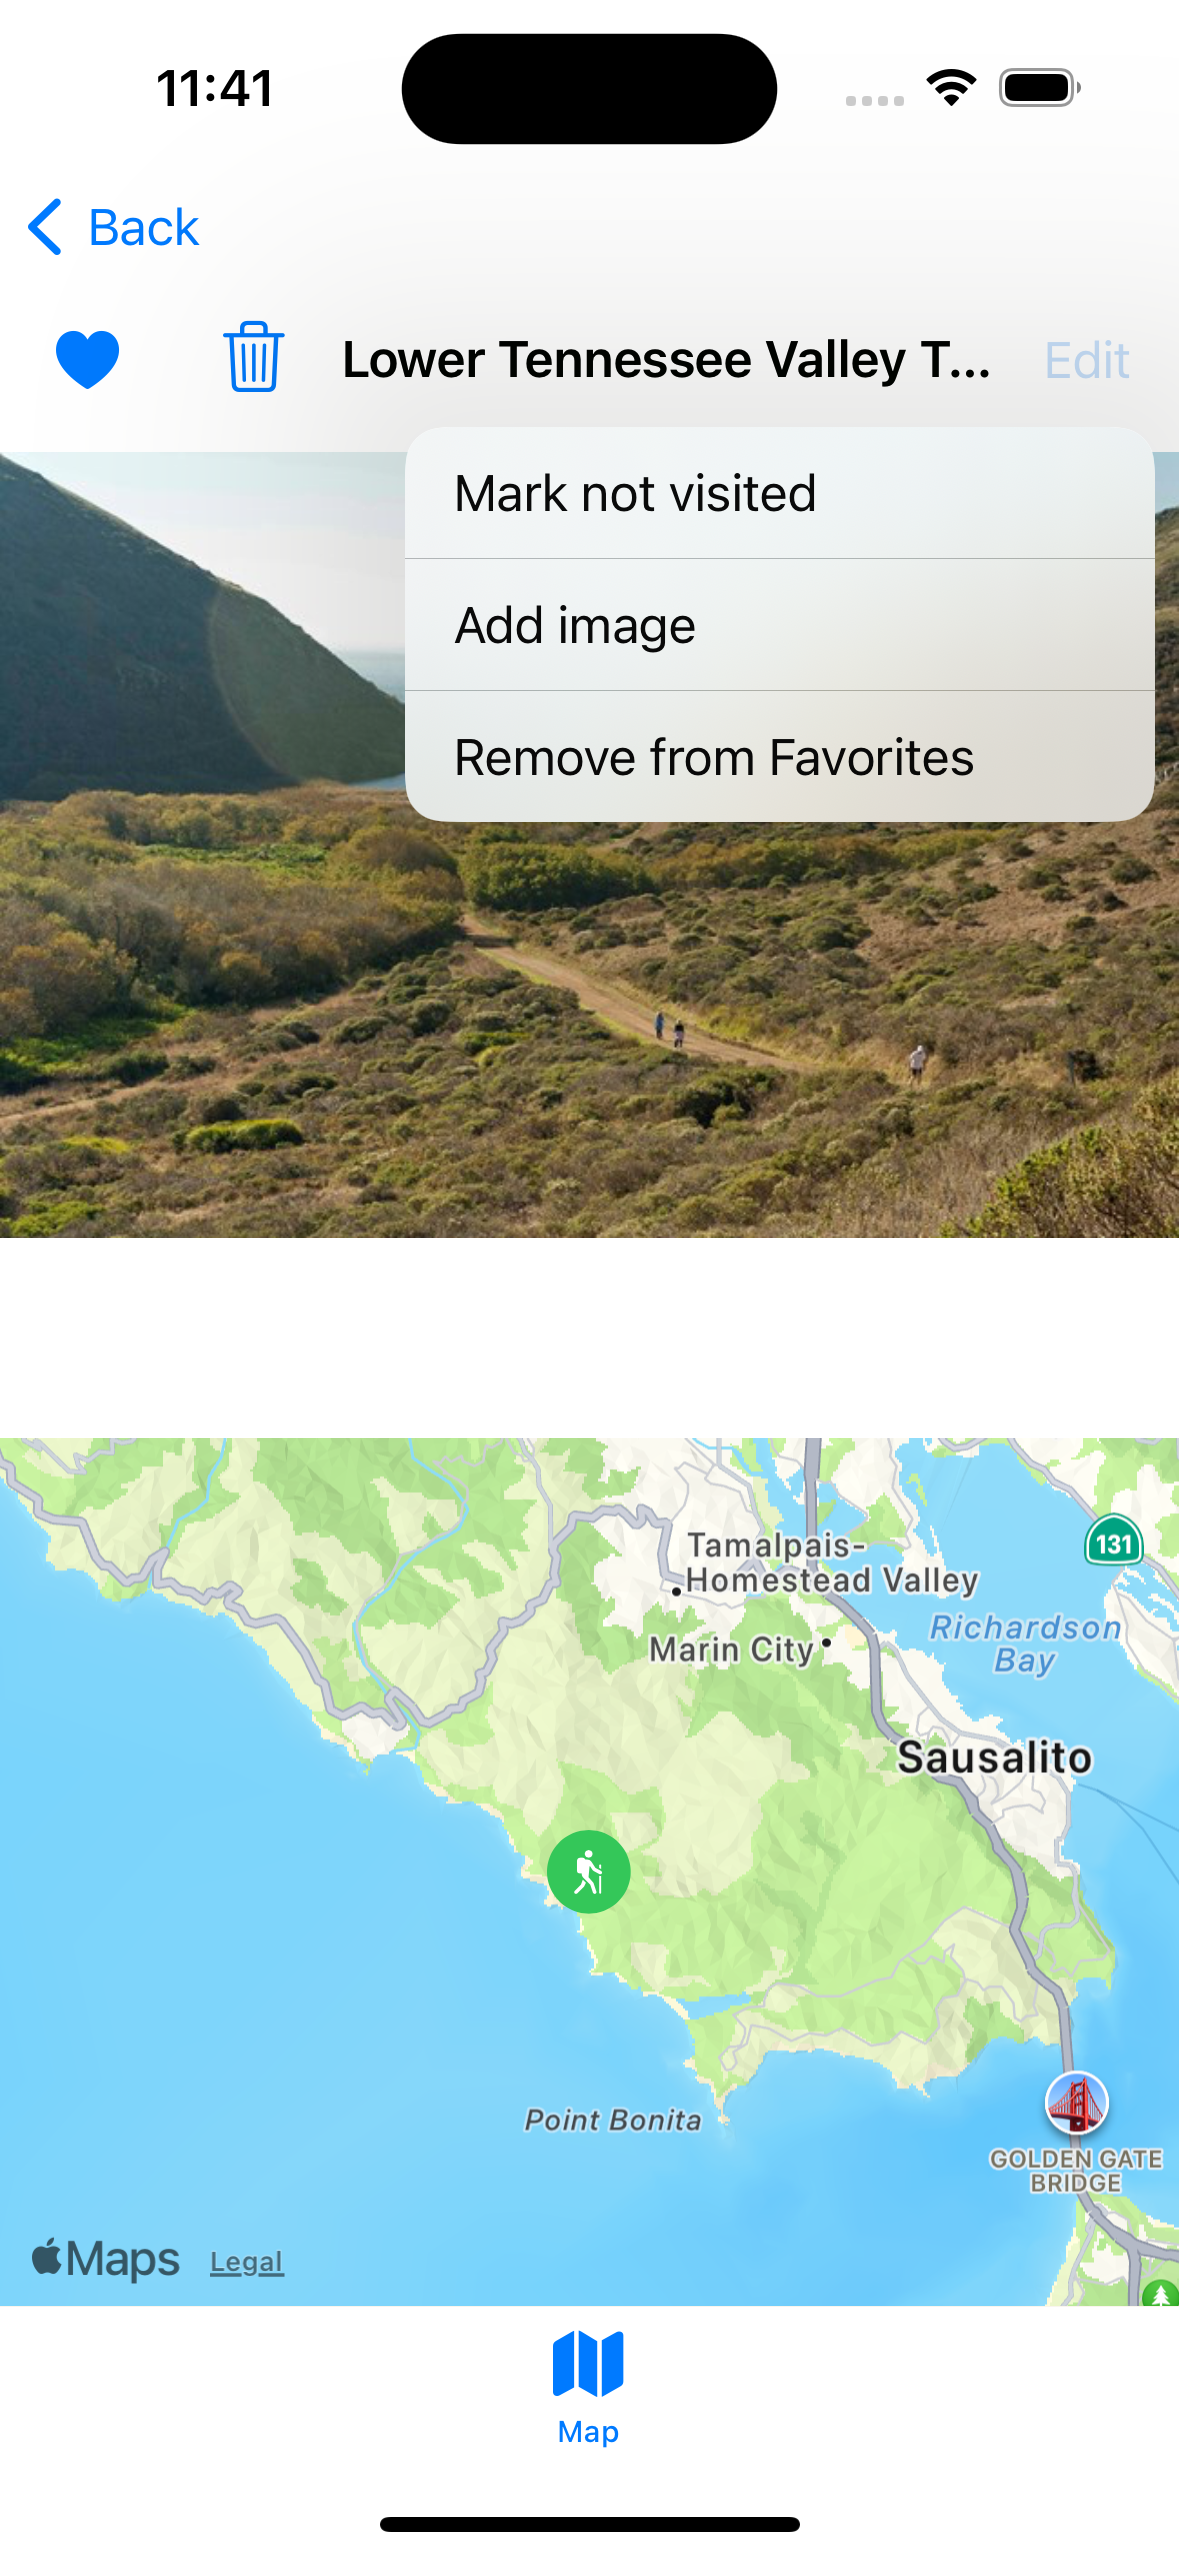 11:41
Back
Lower Tennessee Valley T...
Edit
Mark not visited
Add image
Remove from Favorites
131
Tamalpais-
Homestead Valley
Richardson
Bay
Marin City
Sausalito
Point Bonita
GOLDEN GATE
BRIDGE
Maps
Legal
Map